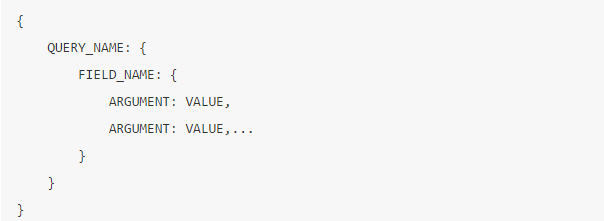 {
    QUERY_NAME: {
        FIELD_NAME: {
            ARGUMENT: VALUE,
            ARGUMENT: VALUE,...
        }
    }
}